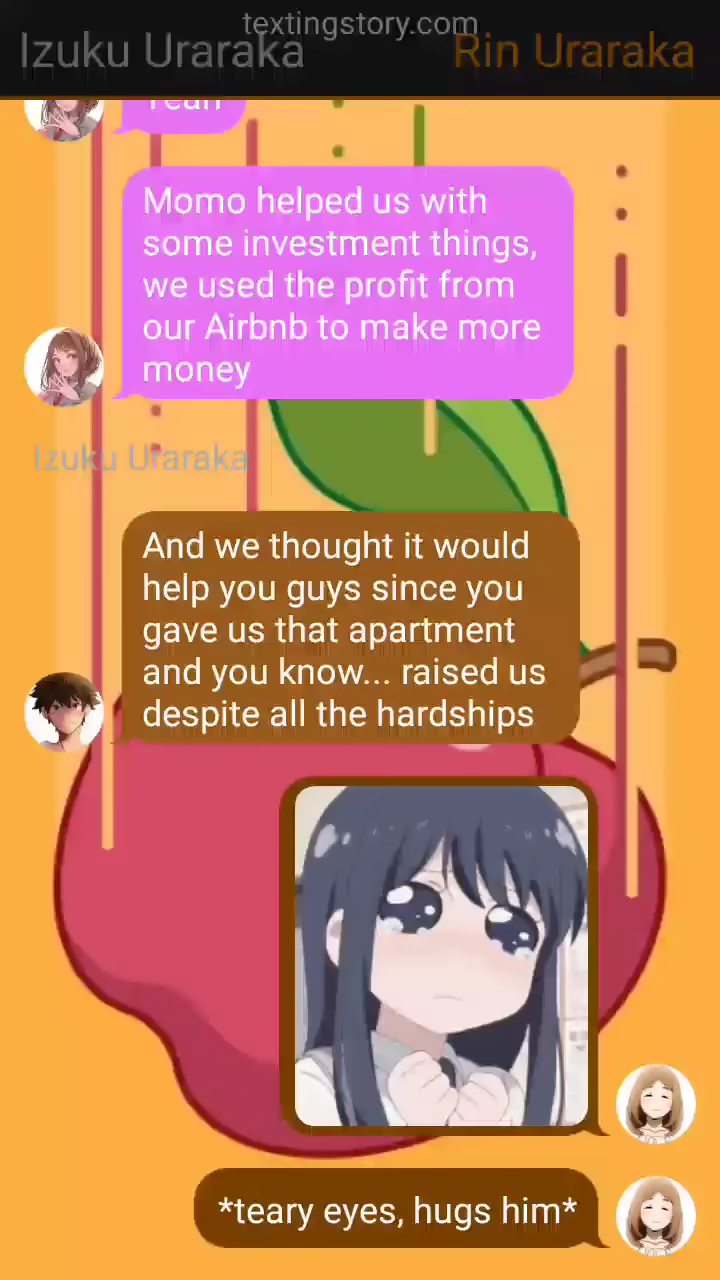 textingstory.com
Izuku Uraraka
Rin Uraraka
Yeah
Momo helped us with
some investment things,
we used the profit from
our Airbnb to make more
money
Izuku Uraraka
And we thought it would
help you guys since you
gave us that apartment
and you know... raised us
despite all the hardships
*teary eyes, hugs him*